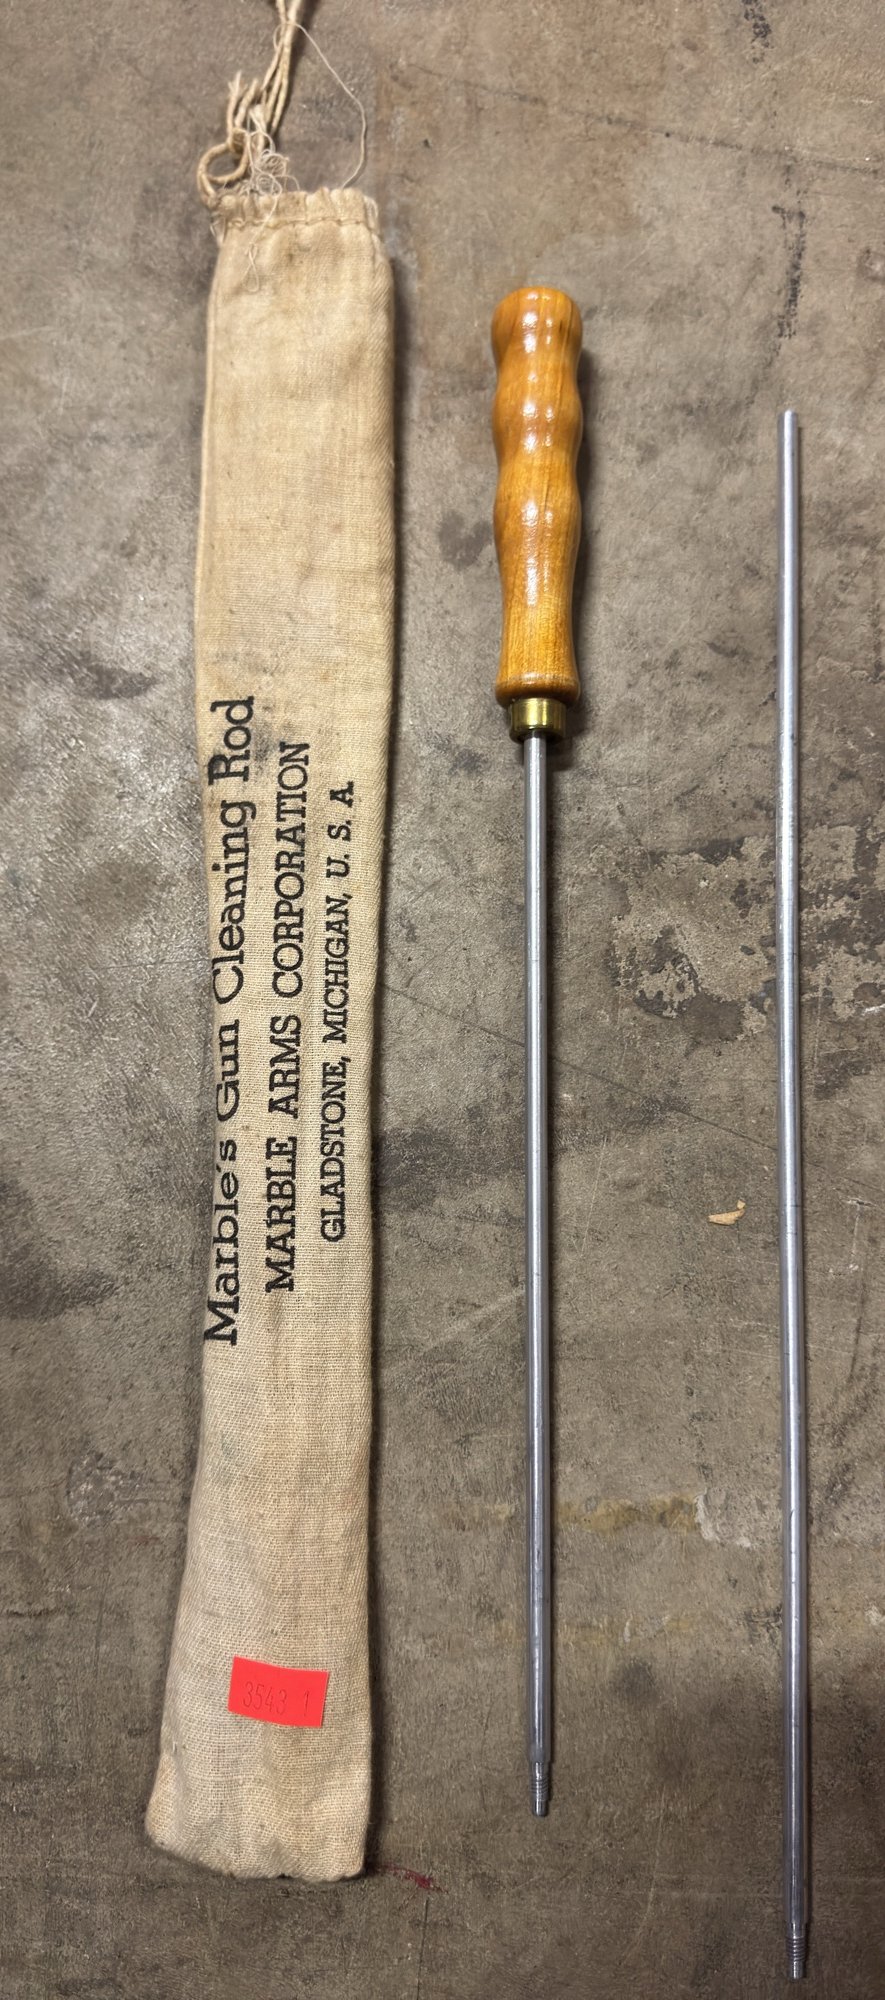 Marble's Gun Cleaning Rod
MARBLE ARMS CORPORATION
GLADSTONE, MICHIGAN, U. S. A.
3543 1